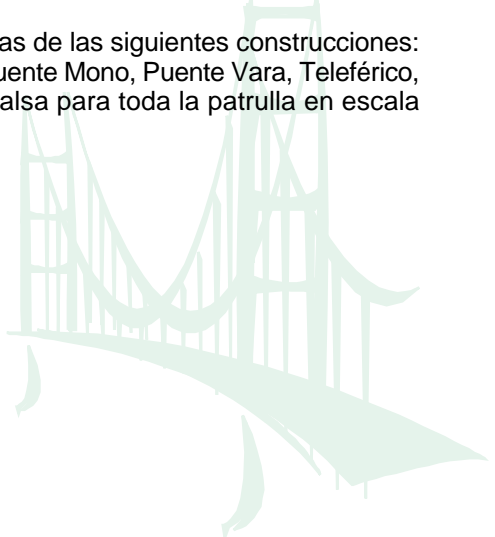 as de las siguientes construcciones:
uente Mono, Puente Vara, Teleférico,
alsa para toda la patrulla en escala